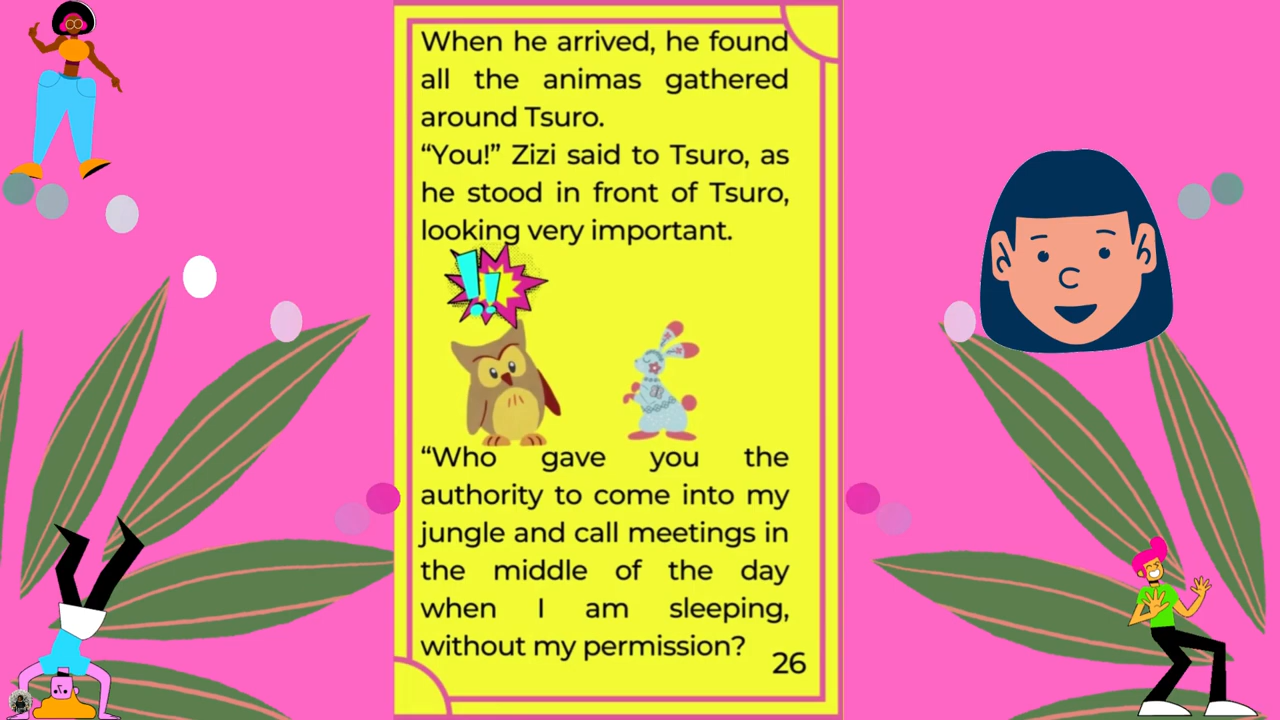 When he arrived, he found
all the animas gathered
around Tsuro.
“You!” Zizi said to Tsuro, as
he stood in front of Tsuro,
looking very important.
!!
“Who gave you the
authority to come into my
jungle and call meetings in
the middle of the day
when I am sleeping,
without my permission?
26